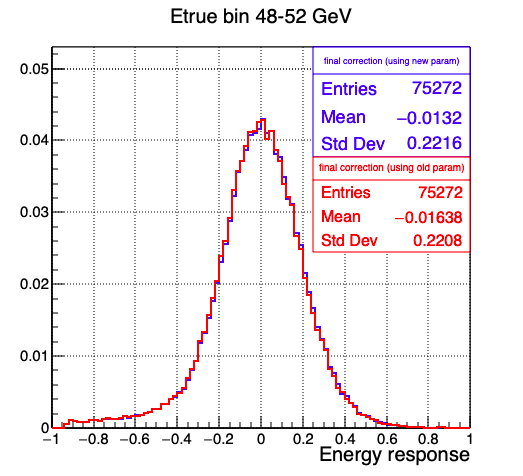 Etrue bin 48-52 GeV
final correction (using new param)
Entries 75272
Mean −0.0132
Std Dev 0.2216
final correction (using old param)
Entries 75272
Mean −0.01638
Std Dev 0.2208
0.05
0.04
0.03
0.02
0.01
0
−1 −0.8 −0.6 −0.4 −0.2 0 0.2 0.4 0.6 0.8 1
Energy response